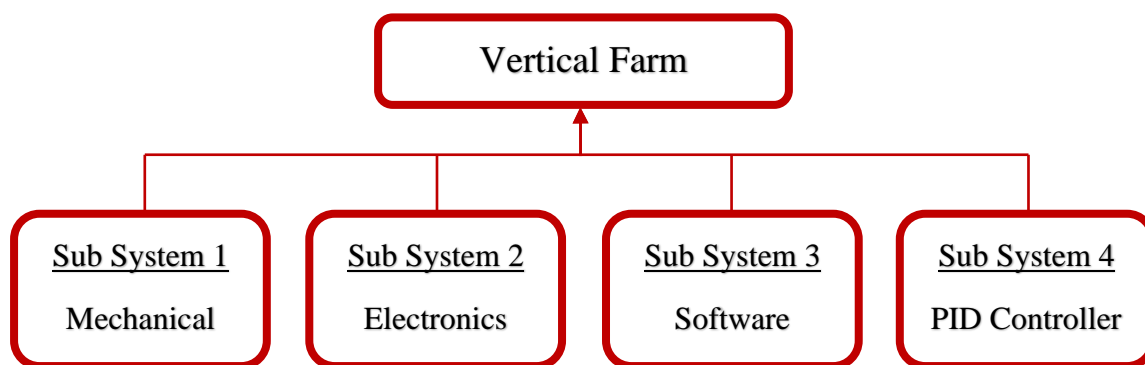 Vertical Farm
Sub System 1
Mechanical
Sub System 2
Electronics
Sub System 3
Software
Sub System 4
PID Controller